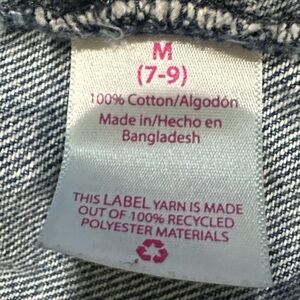 M
(7-9)
100% Cotton/Algodón
Made in/Hecho en
Bangladesh
THIS LABEL YARN IS MADE
OUT OF 100% RECYCLED
POLYESTER MATERIALS